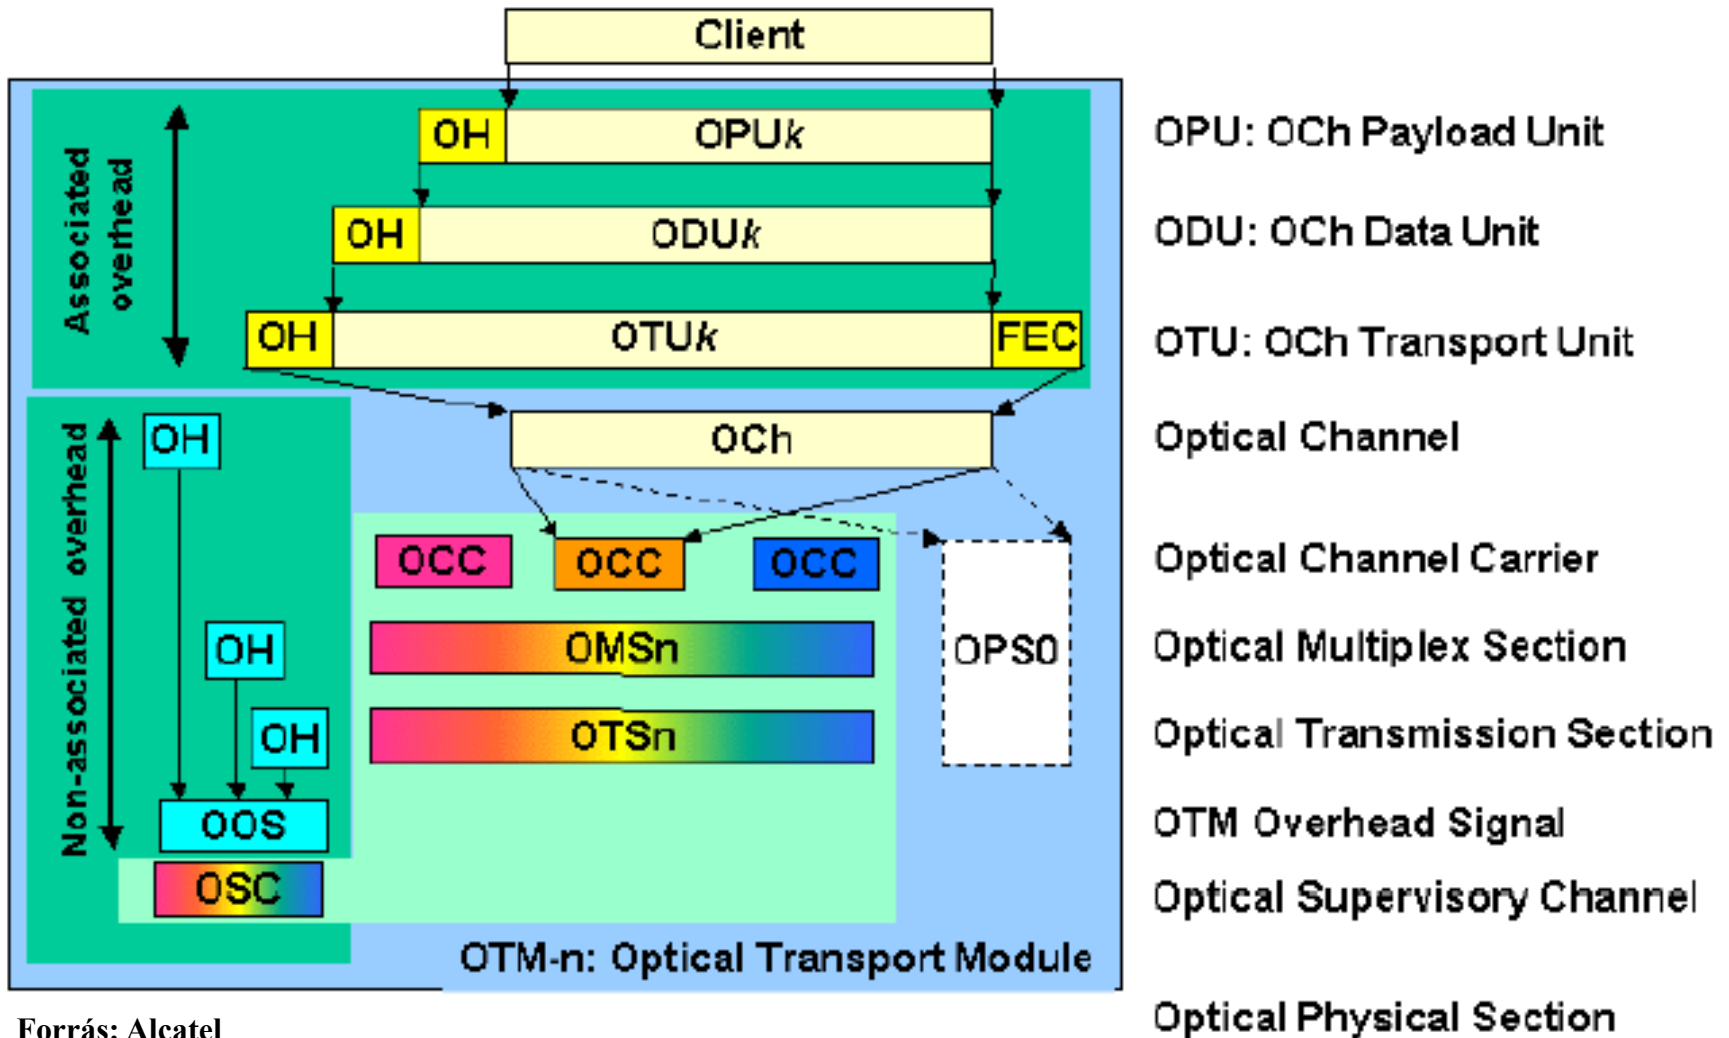 Client
OH OPUk OPU: OCh Payload Unit
OH ODUk ODU: OCh Data Unit
Associated
overhead
OH OTUk FEC OTU: OCh Transport Unit
OH OCh Optical Channel
Non-associated overhead
OCC OCC OCC Optical Channel Carrier
OH OMSn OPS0 Optical Multiplex Section
OH OTSn Optical Transmission Section
OOS OTM Overhead Signal
OSC Optical Supervisory Channel
OTM-n: Optical Transport Module
Optical Physical Section
Forrás: Alcatel